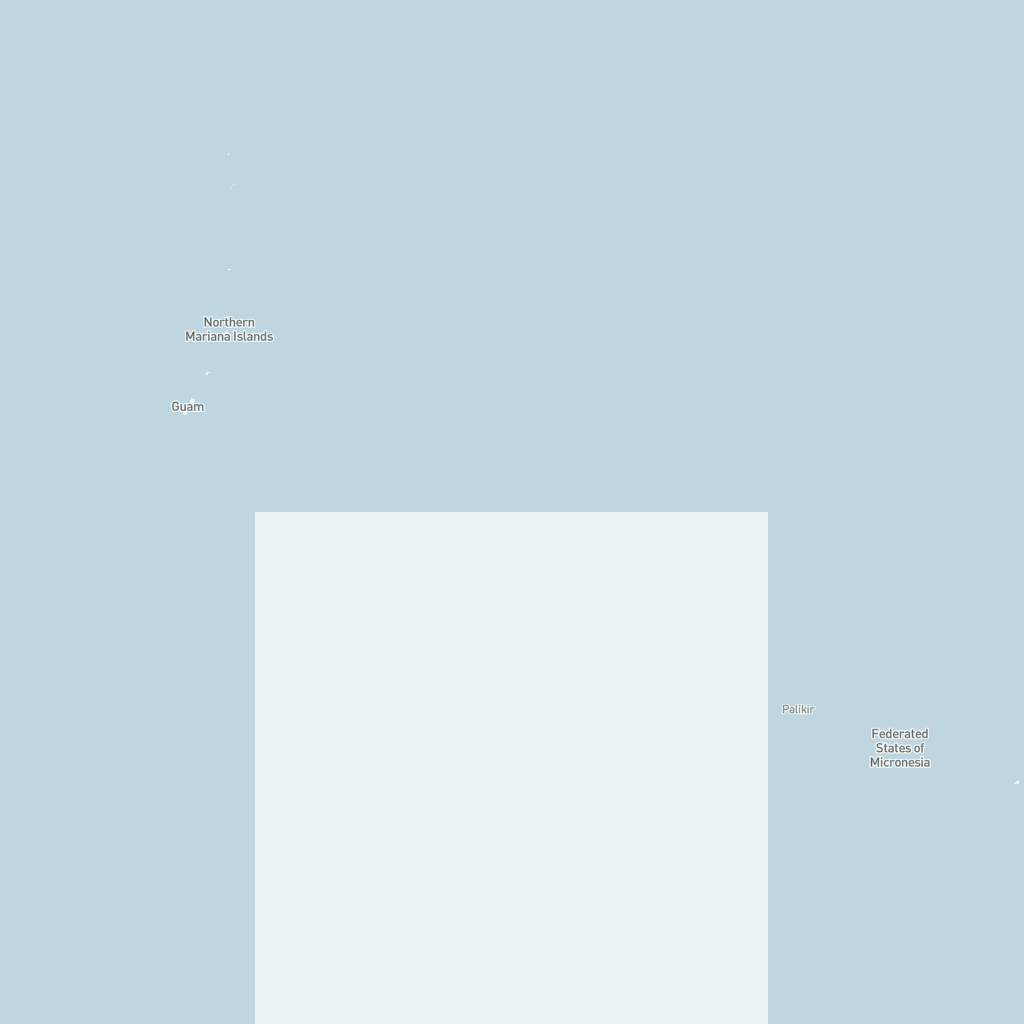 Northern
Mariana Islands
Guam
Palikir
Federated
States of
Micronesia